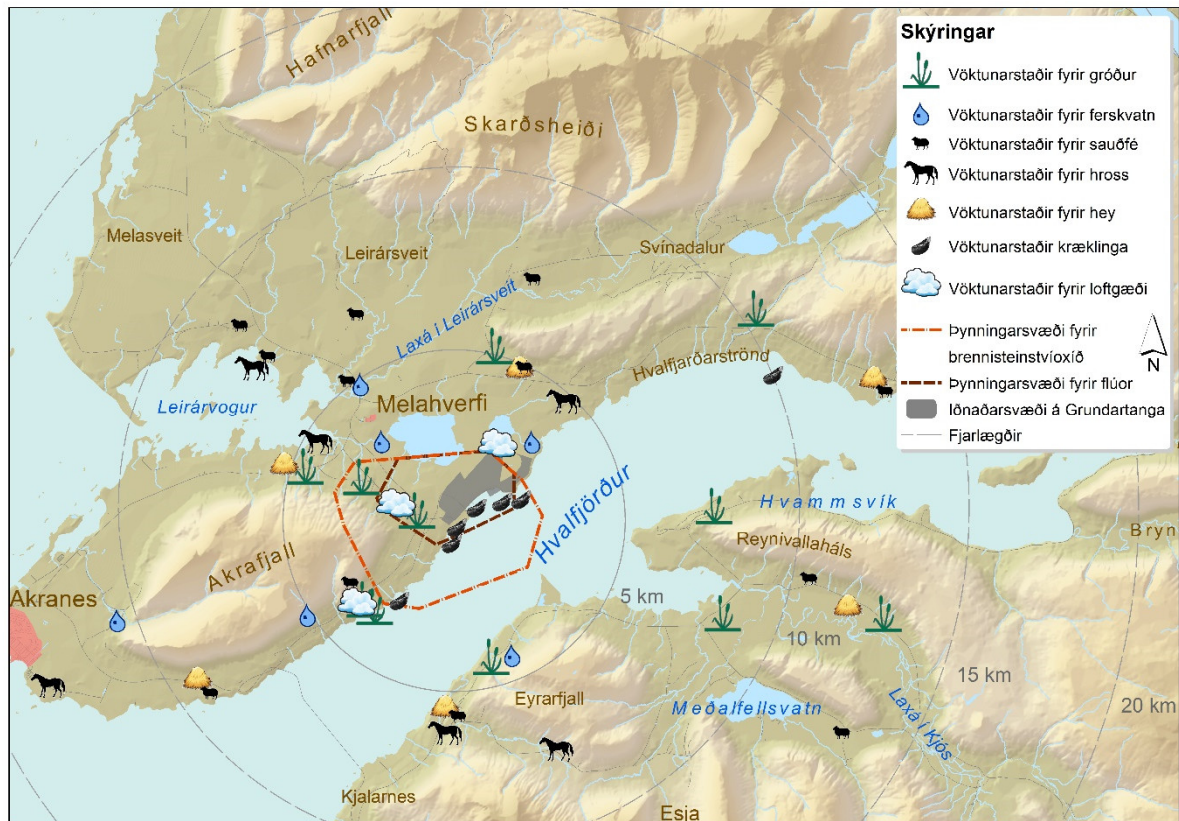 Hafnarfjall
Skarðsheiði
Melasveit
Leirársveit
Svínadalur
Laxá í Leirársveit
Hvalfjarðarströnd
Leirárvogur
Melahverfi
Hvalfjörður
Hvammsvík
Bryn
Reynivallaháls
Akrafjall
Akranes
5 km
10 km
15 km
20 km
Eyrarfjall
Meðalfellsvatn
Laxá í Kjós
Kjalarnes
Esja
Skýringar
Vöktunarstaðir fyrir gróður
Vöktunarstaðir fyrir ferskvatn
Vöktunarstaðir fyrir sauðfé
Vöktunarstaðir fyrir hross
Vöktunarstaðir fyrir hey
Vöktunarstaðir kræklinga
Vöktunarstaðir fyrir loftgæði
Þynningarsvæði fyrir
brennisteinstvíoxíð
Þynningarsvæði fyrir flúor
Iðnaðarsvæði á Grundartanga
Fjarlægðir
N